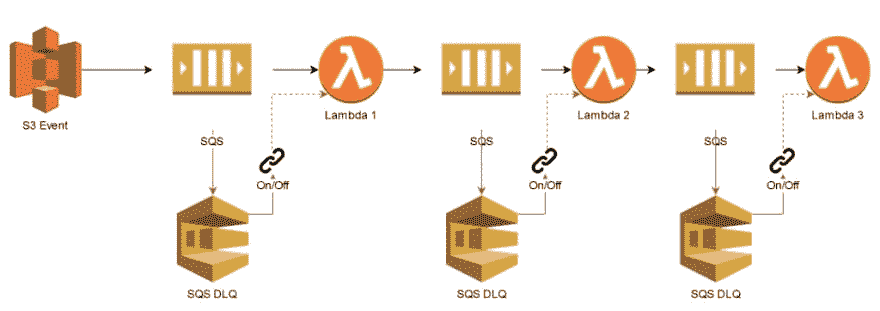 S3 Event
Lambda 1
Lambda 2
Lambda 3
SQS
SQS
SQS
On/Off
On/Off
On/Off
SQS DLQ
SQS DLQ
SQS DLQ